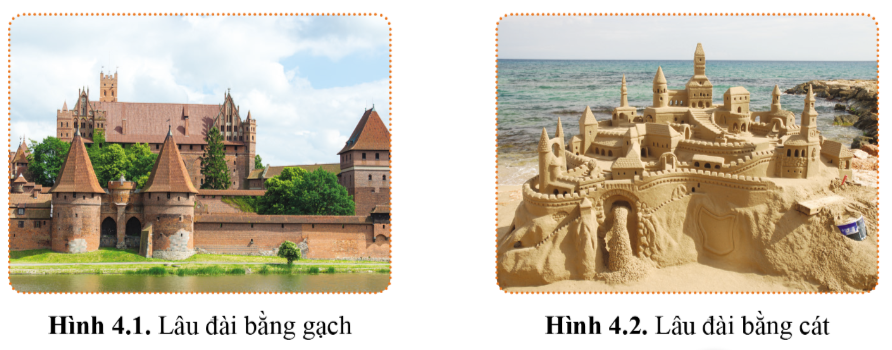 Hình 4.1. Lâu đài bằng gạch
Hình 4.2. Lâu đài bằng cát